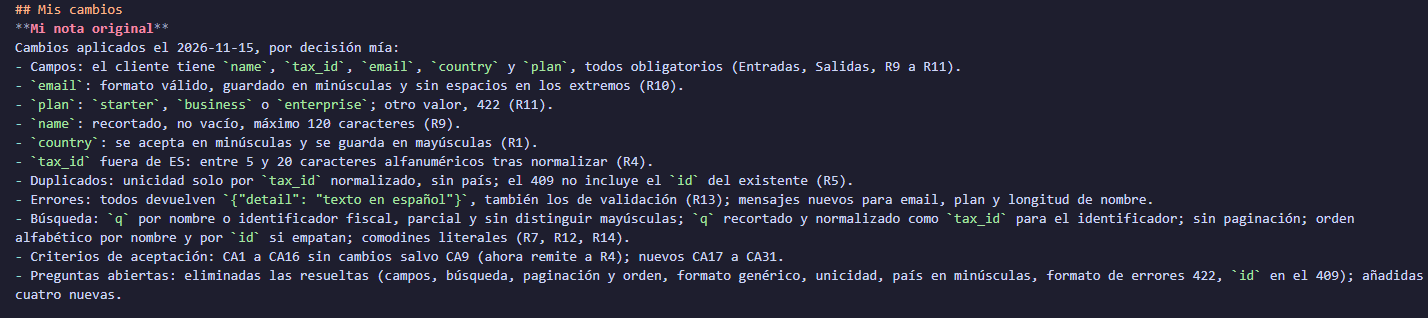 ## Mis cambios
**Mi nota original**
Cambios aplicados el 2026-11-15, por decisión mía:
- Campos: el cliente tiene `name`, `tax_id`, `email`, `country` y `plan`, todos obligatorios (Entradas, Salidas, R9 a R11).
- `email`: formato válido, guardado en minúsculas y sin espacios en los extremos (R10).
- `plan`: `starter`, `business` o `enterprise`; otro valor, 422 (R11).
- `name`: recortado, no vacío, máximo 120 caracteres (R9).
- `country`: se acepta en minúsculas y se guarda en mayúsculas (R1).
- `tax_id` fuera de ES: entre 5 y 20 caracteres alfanuméricos tras normalizar (R4).
- Duplicados: unicidad solo por `tax_id` normalizado, sin país; el 409 no incluye el `id` del existente (R5).
- Errores: todos devuelven `{"detail": "texto en español"}`, también los de validación (R13); mensajes nuevos para email, plan y longitud de nombre.
- Búsqueda: `q` por nombre o identificador fiscal, parcial y sin distinguir mayúsculas; `q` recortado y normalizado como `tax_id` para el identificador; sin paginación; orden
alfabético por nombre y por `id` si empatan; comodines literales (R7, R12, R14).
- Criterios de aceptación: CA1 a CA16 sin cambios salvo CA9 (ahora remite a R4); nuevos CA17 a CA31.
- Preguntas abiertas: eliminadas las resueltas (campos, búsqueda, paginación y orden, formato genérico, unicidad, país en minúsculas, formato de errores 422, `id` en el 409); añadidas
cuatro nuevas.